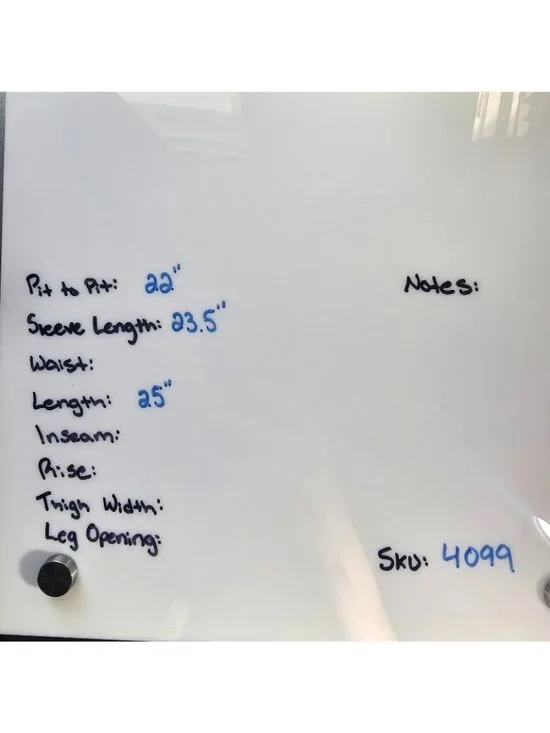 Pit to Pit: 22"
Notes:
Sleeve Length: 23.5"
Waist:
Length: 25"
Inseam:
Rise:
Thigh Width:
Leg Opening:
SKU: 4099